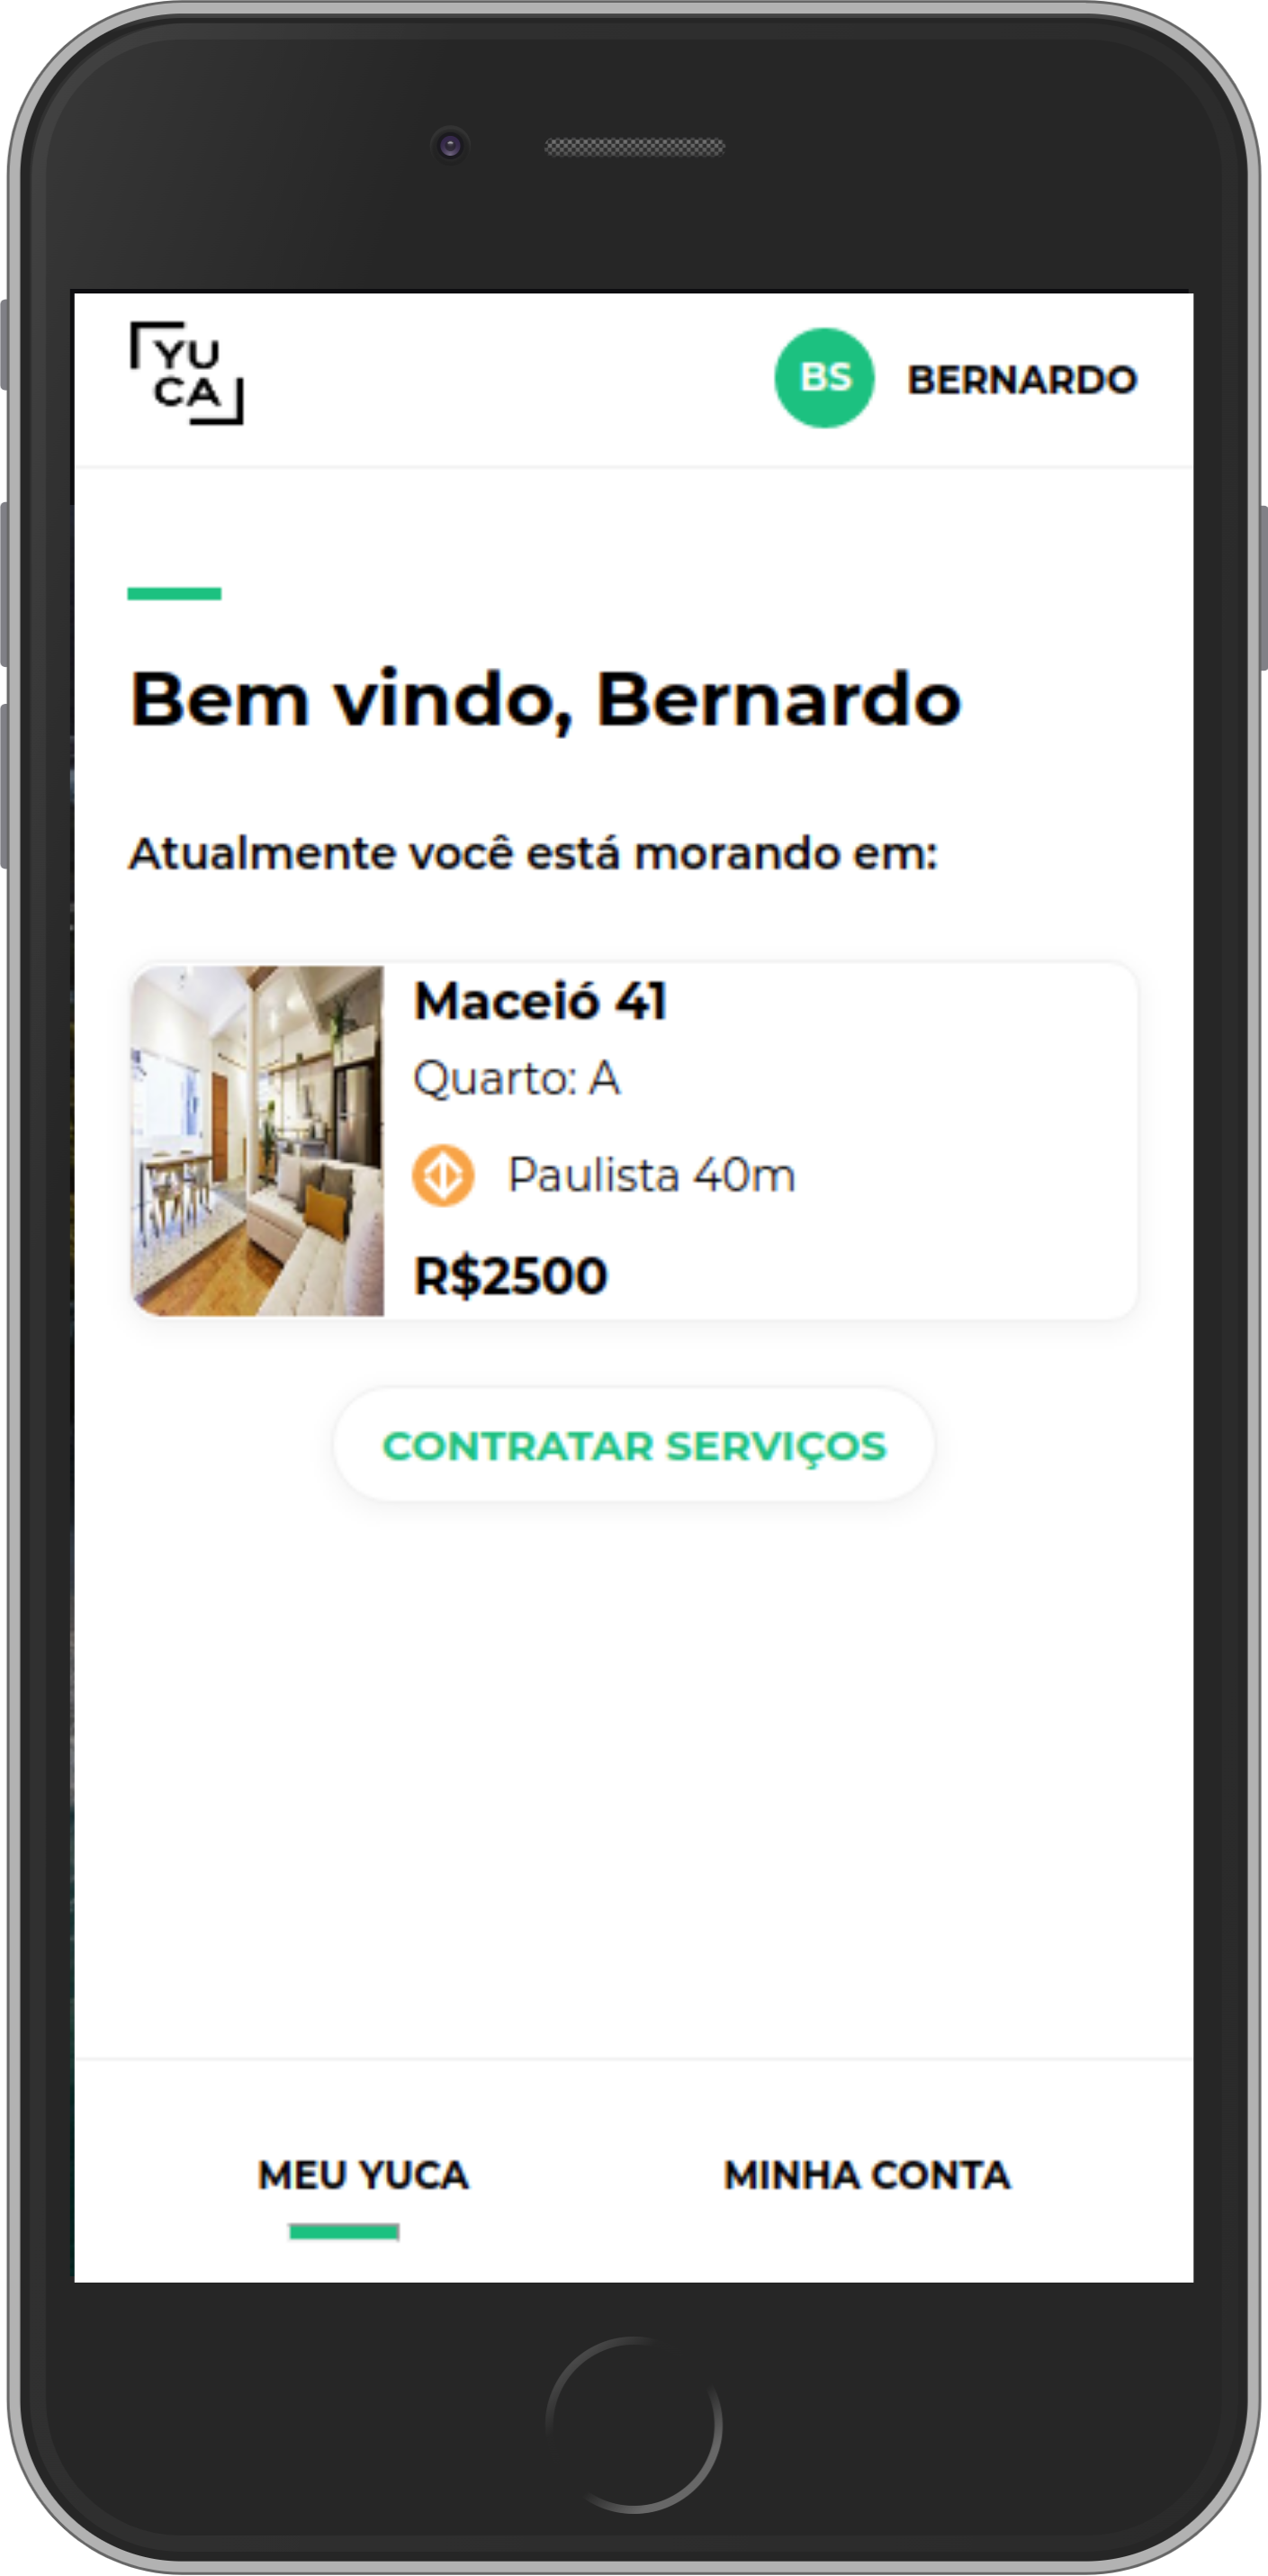 YU
CA
BS BERNARDO
Bem vindo, Bernardo
Atualmente você está morando em:
Maceió 41
Quarto: A
Paulista 40m
R$2500
CONTRATAR SERVIÇOS
MEU YUCA MINHA CONTA